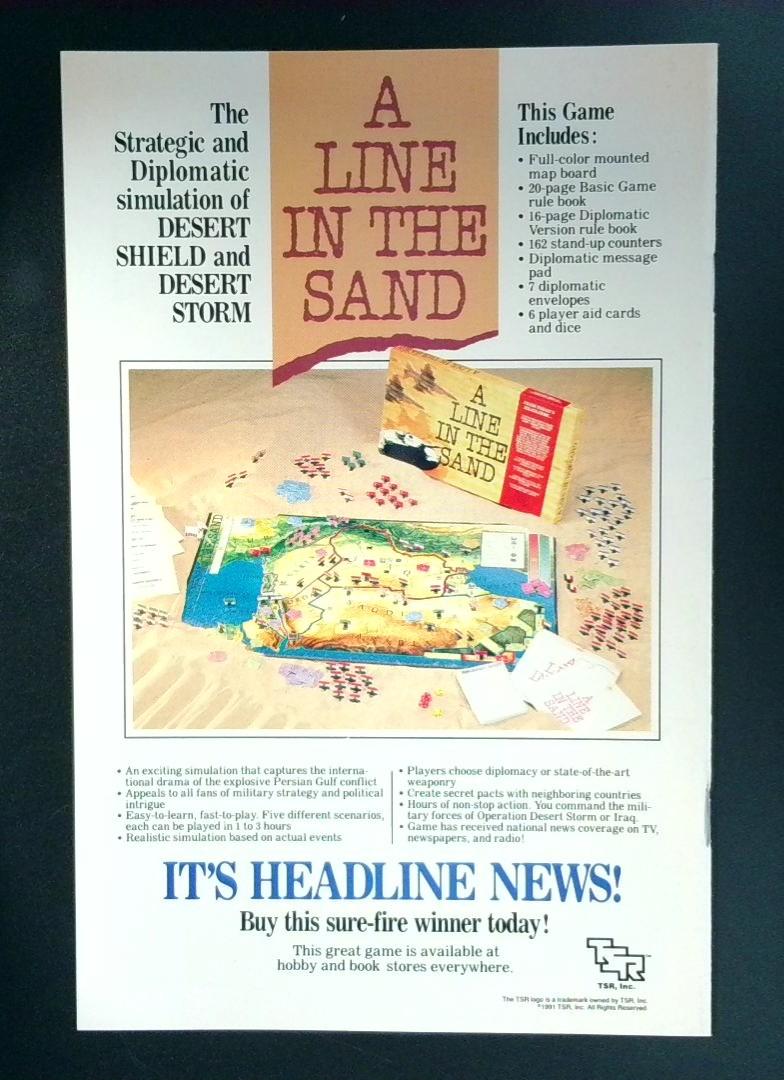 The
Strategic and
Diplomatic
simulation of
DESERT
SHIELD and
DESERT
STORM
A
LINE
IN THE
SAND
This Game
Includes:
• Full-color mounted
map board
• 20-page Basic Game
rule book
• 16-page Diplomatic
Version rule book
• 162 stand-up counters
• Diplomatic message
pad
• 7 diplomatic
envelopes
• 6 player aid cards
and dice
A
LINE
IN THE
SAND
A
LINE
IN THE
SAND
• An exciting simulation that captures the interna-
tional drama of the explosive Persian Gulf conflict
• Appeals to all fans of military strategy and political
intrigue
• Easy-to-learn, fast-to-play. Five different scenarios,
each can be played in 1 to 3 hours
• Realistic simulation based on actual events
• Players choose diplomacy or state-of-the-art
weaponry
• Create secret pacts with neighboring countries
• Hours of non-stop action. You command the mili-
tary forces of Operation Desert Storm or Iraq.
• Game has received national news coverage on TV,
newspapers, and radio!
IT'S HEADLINE NEWS!
Buy this sure-fire winner today!
This great game is available at
hobby and book stores everywhere.
TSR™
TSR, Inc.
The TSR logo is a trademark owned by TSR, Inc.
©1991 TSR, Inc. All Rights Reserved